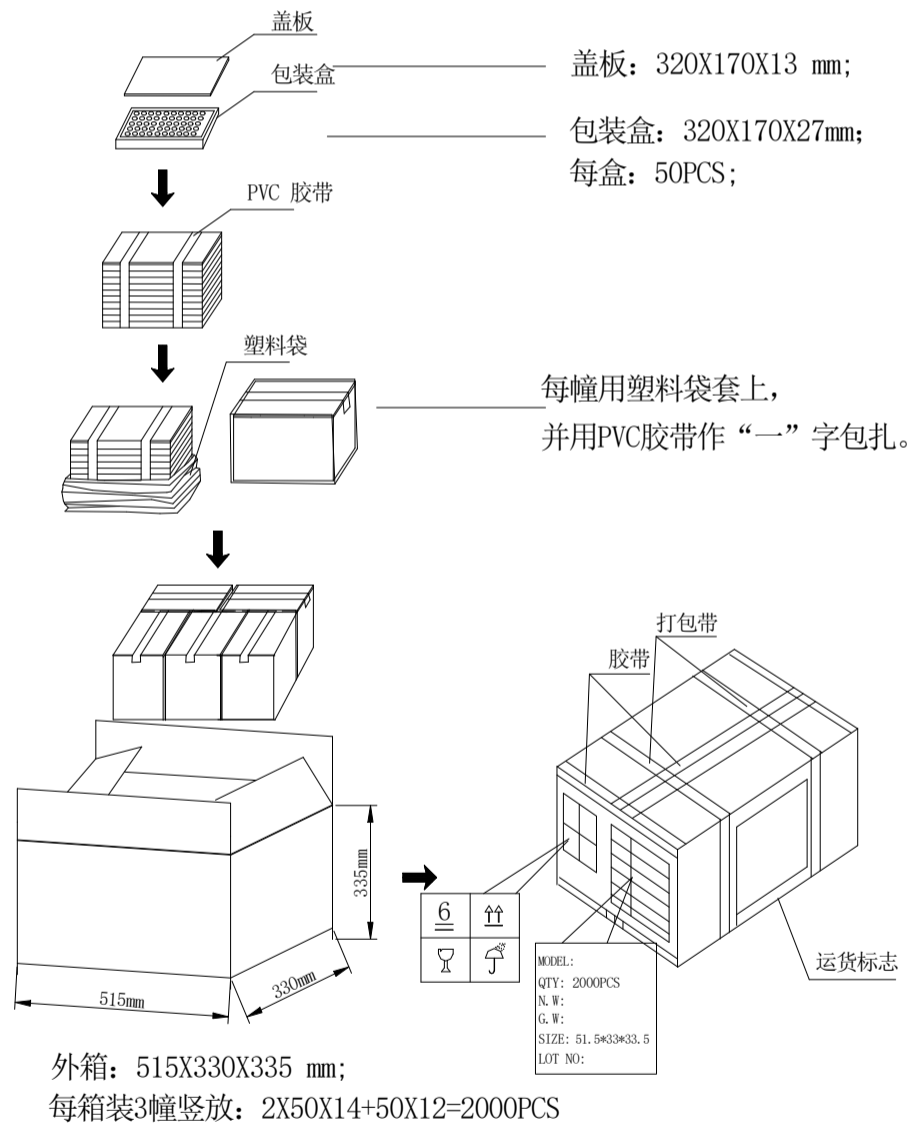 盖板
盖板：320X170X13 mm;
包装盒
包装盒：320X170X27mm;
每盒：50PCS;
PVC 胶带
塑料袋
每幢用塑料袋套上，
并用PVC胶带作“一”字包扎。
打包带
胶带
335mm
330mm
515mm
6
MODEL:
QTY: 2000PCS
N.W:
G.W:
SIZE: 51.5*33*33.5
LOT NO:
运货标志
外箱：515X330X335 mm;
每箱装3幢竖放：2X50X14+50X12=2000PCS